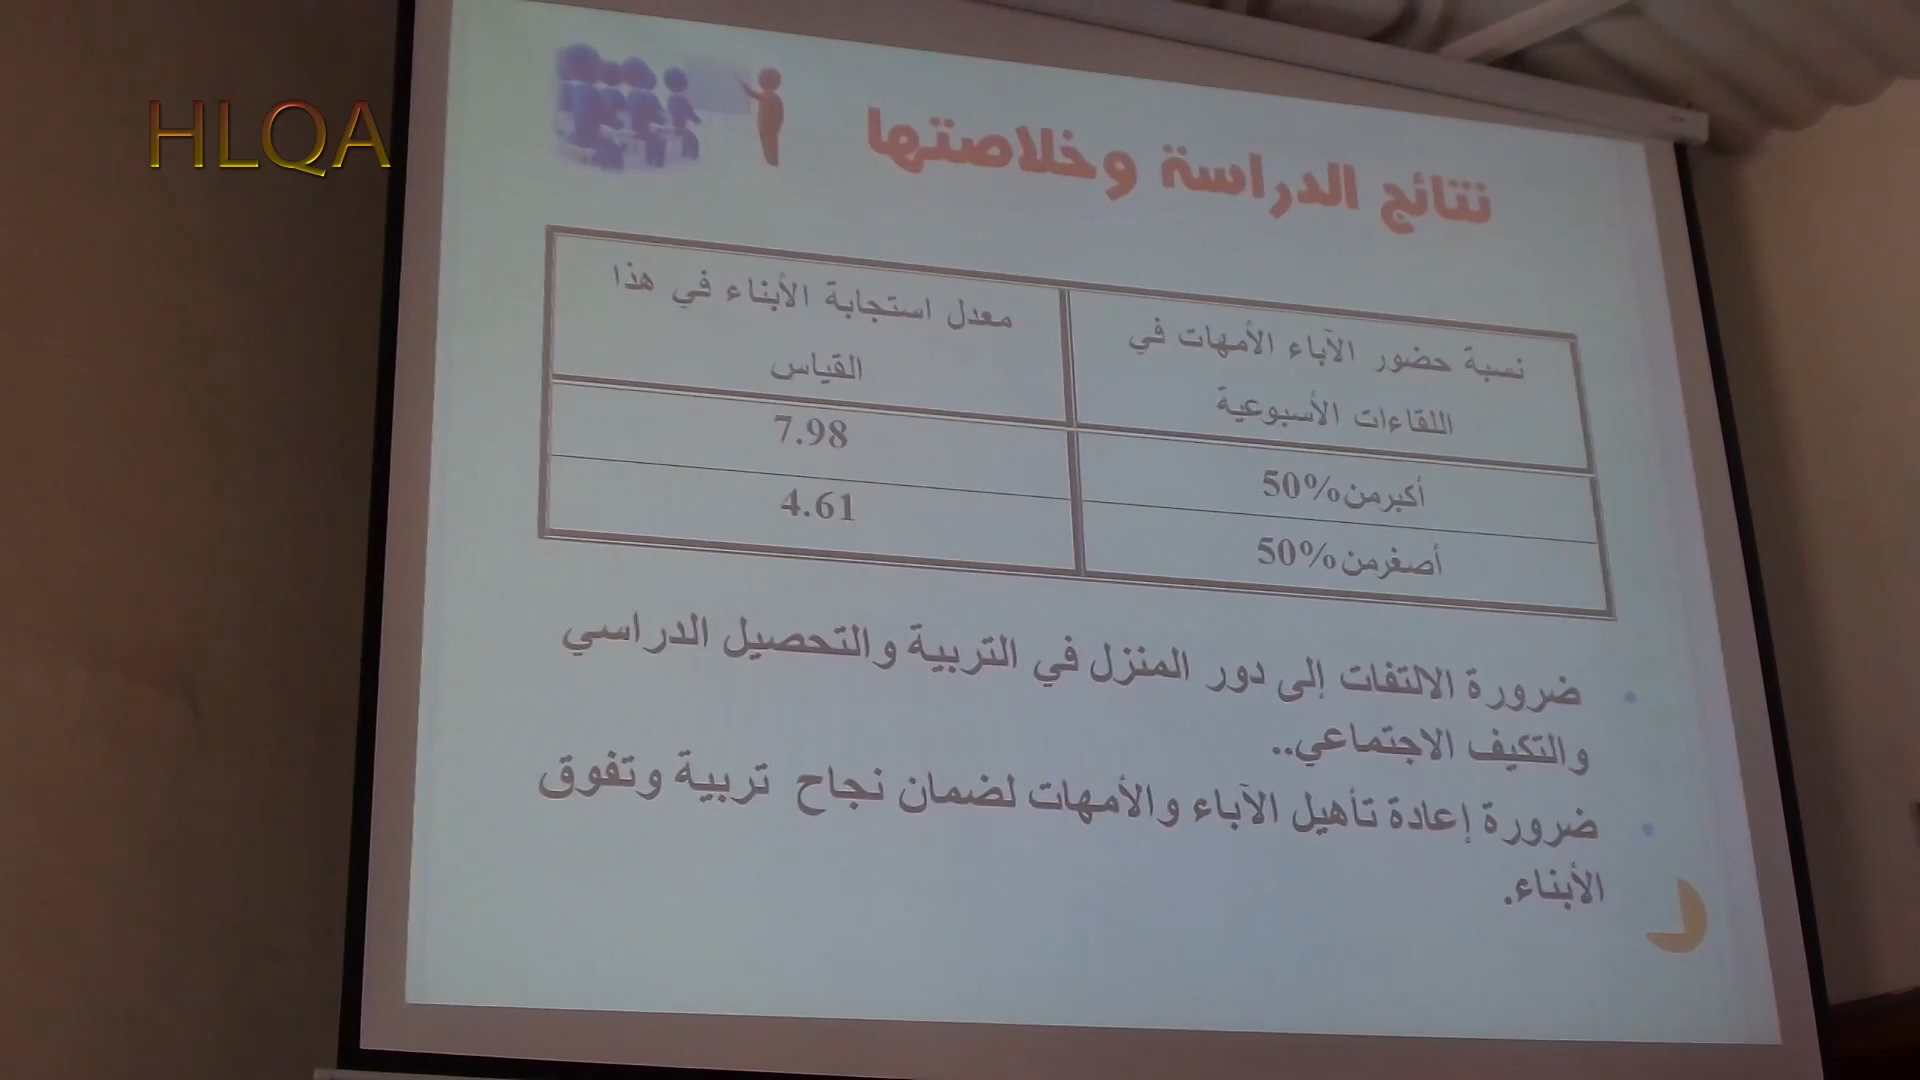 HLQA
نتائج الدراسة وخلاصتها
نسبة حضور الآباء الأمهات في
اللقاءات الأسبوعية
معدل استجابة الأبناء في هذا
القياس
أكبرمن%50
7.98
أصغرمن%50
4.61
ضرورة الالتفات إلى دور المنزل في التربية والتحصيل الدراسي
والتكيف الاجتماعي..
ضرورة إعادة تأهيل الآباء والأمهات لضمان نجاح تربية وتفوق
الأبناء.